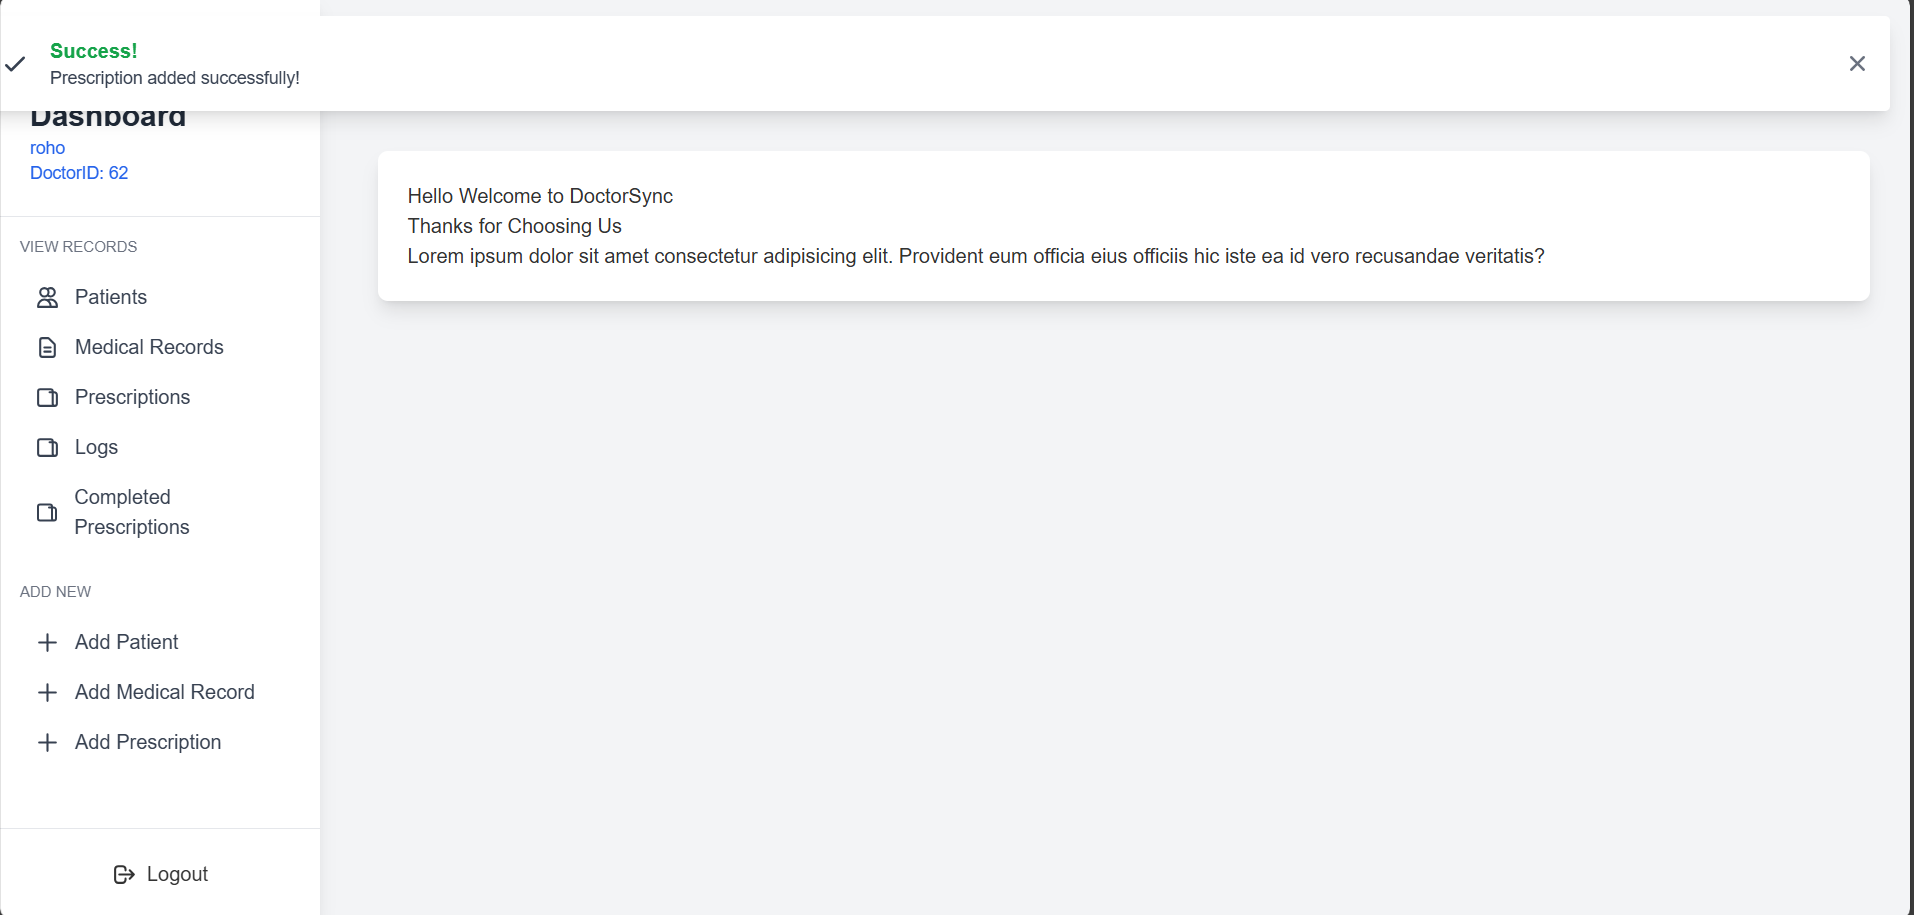 Success!
Prescription added successfully!
Dashboard
roho
DoctorID: 62
VIEW RECORDS
Patients
Medical Records
Prescriptions
Logs
Completed
Prescriptions
ADD NEW
Add Patient
Add Medical Record
Add Prescription
Logout
Hello Welcome to DoctorSync
Thanks for Choosing Us
Lorem ipsum dolor sit amet consectetur adipisicing elit. Provident eum officia eius officiis hic iste ea id vero recusandae veritatis?